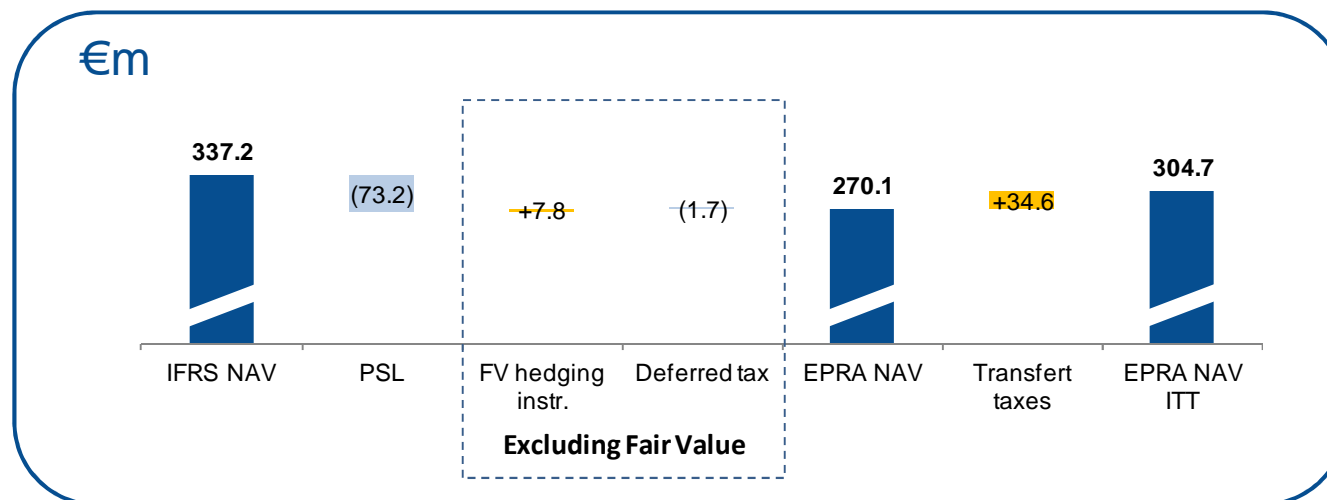 €m
337.2
(73.2)
+7.8
(1.7)
270.1
+34.6
304.7
IFRS NAV
PSL
FV hedging
instr.
Deferred tax
EPRA NAV
Transfert
taxes
EPRA NAV
ITT
Excluding Fair Value